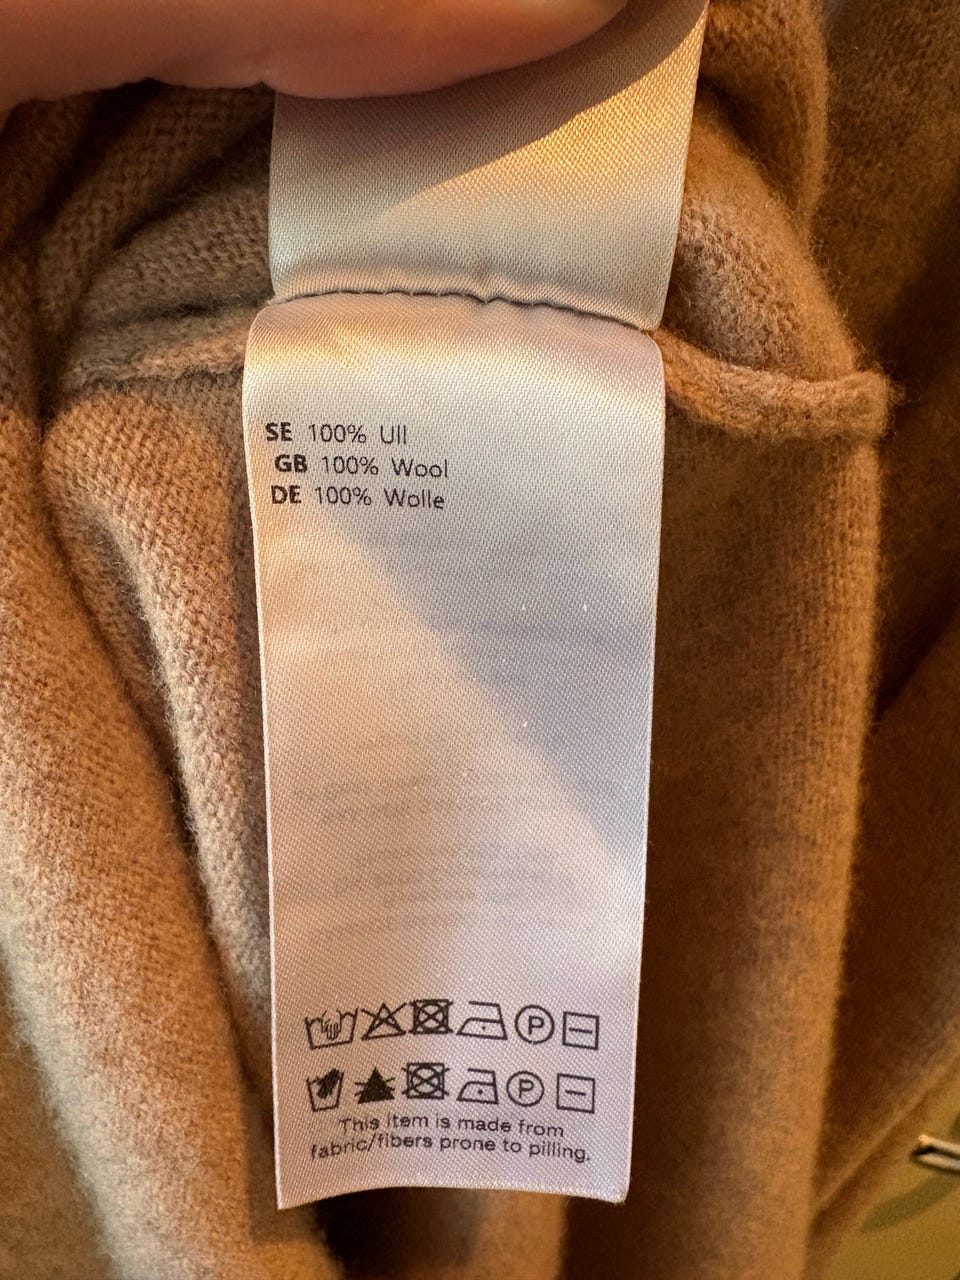 SE 100% Ull
GB 100% Wool
DE 100% Wolle
P
P
This item is made from
fabric/fibers prone to pilling.